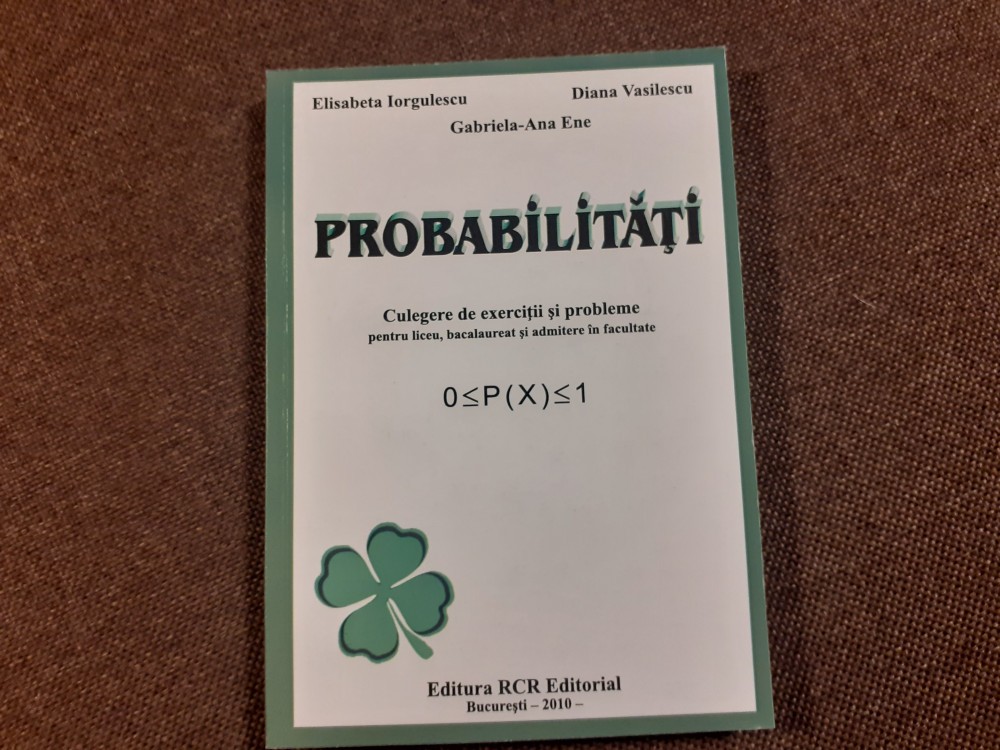 Elisabeta Iorgulescu
Diana Vasilescu
Gabriela-Ana Ene
PROBABILITĂŢI
Culegere de exerciţii şi probleme
pentru liceu, bacalaureat şi admitere în facultate
0≤P(X)≤1
Editura RCR Editorial
Bucureşti – 2010 –